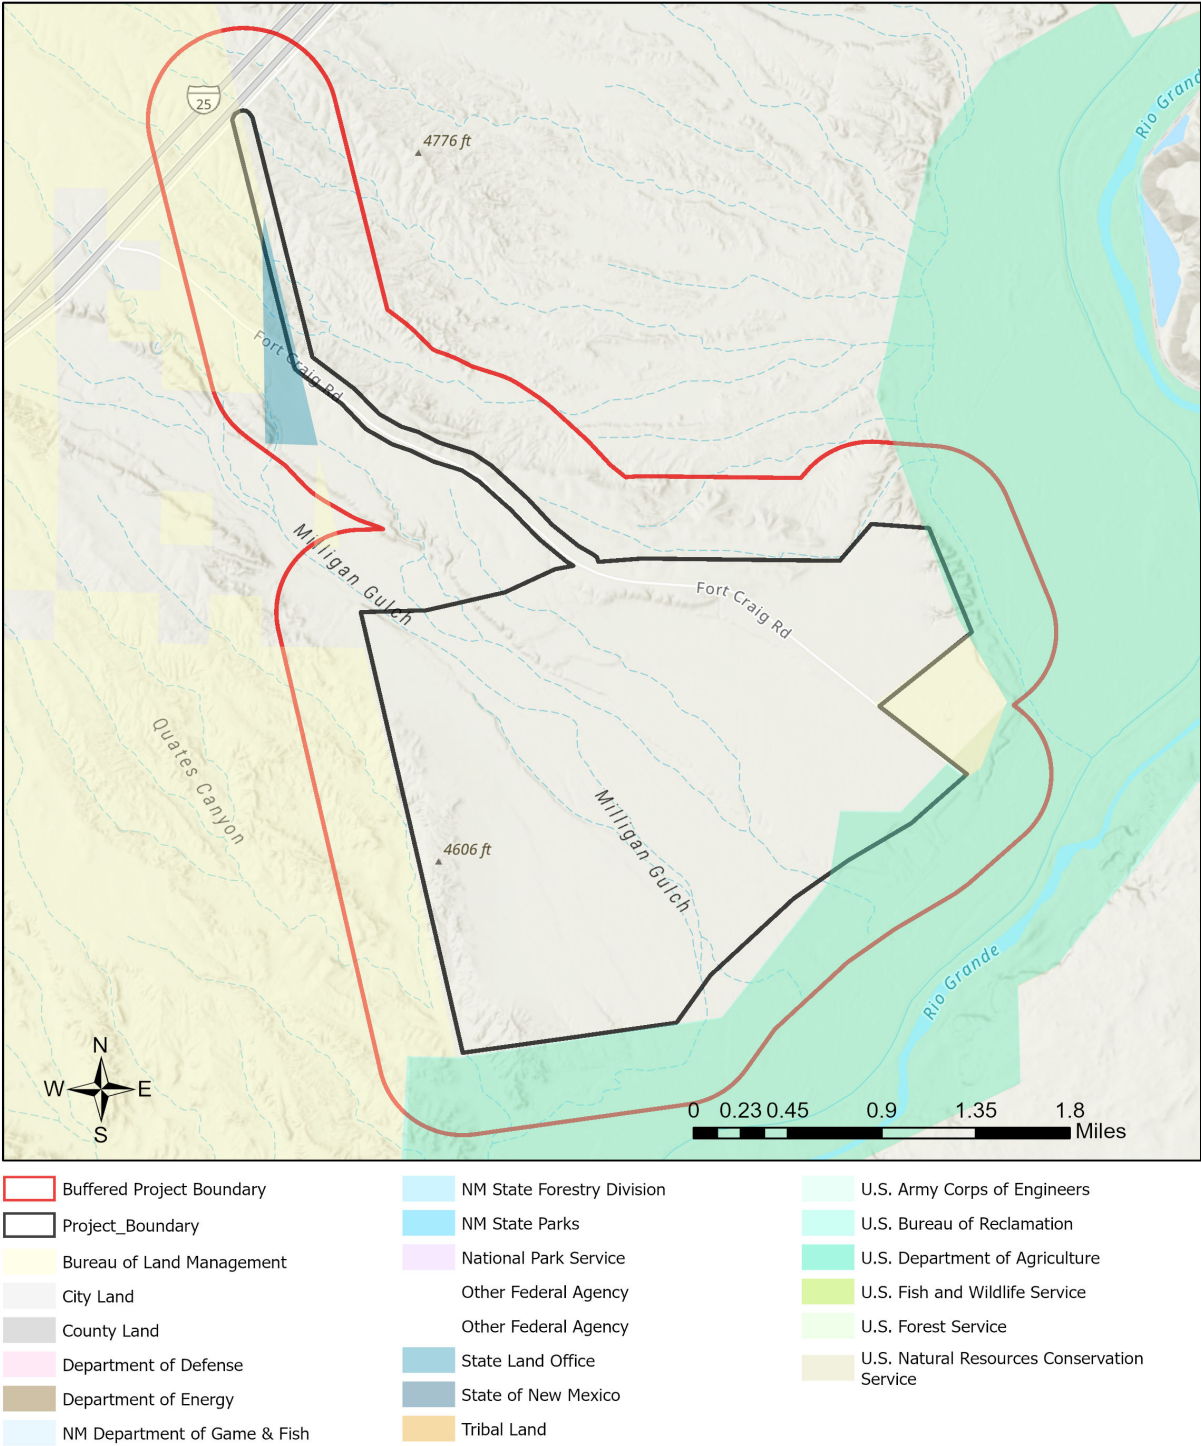 Rio Grand
25
4776 ft
Fort Craig Rd
Milligan Gulch
Fort Craig Rd
Quates Canyon
Milligan Gulch
4606 ft
Rio Grande
N
W E
S
0 0.23 0.45 0.9 1.35 1.8
Miles
Buffered Project Boundary
Project_Boundary
Bureau of Land Management
City Land
County Land
Department of Defense
Department of Energy
NM Department of Game & Fish
NM State Forestry Division
NM State Parks
National Park Service
Other Federal Agency
Other Federal Agency
State Land Office
State of New Mexico
Tribal Land
U.S. Army Corps of Engineers
U.S. Bureau of Reclamation
U.S. Department of Agriculture
U.S. Fish and Wildlife Service
U.S. Forest Service
U.S. Natural Resources Conservation
Service